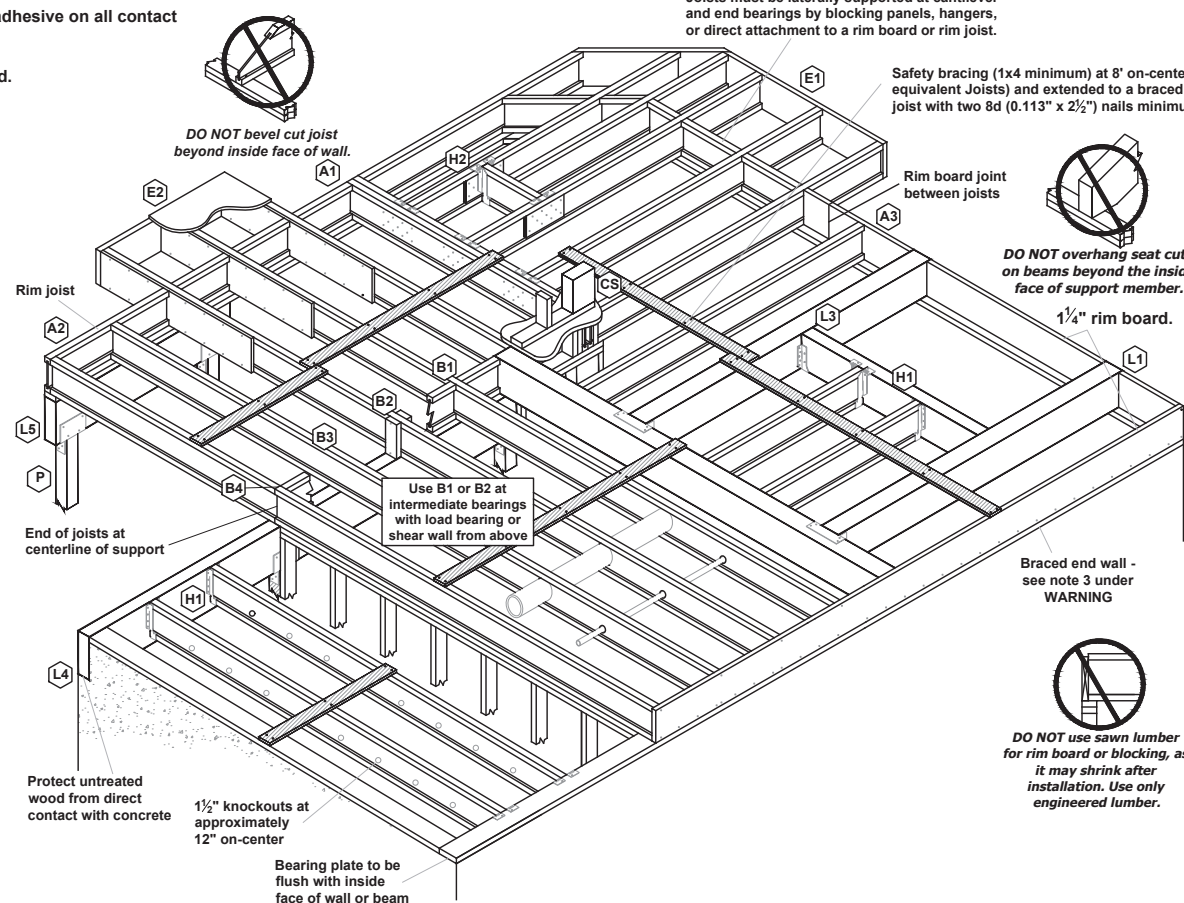 dhesive on all contact
d.
Joists must be laterally supported at cantilever
and end bearings by blocking panels, hangers,
or direct attachment to a rim board or rim joist.
E1
Safety bracing (1x4 minimum) at 8' on-cente
equivalent Joists) and extended to a braced
joist with two 8d (0.113" x 2½") nails minimu
DO NOT bevel cut joist
beyond inside face of wall.
H2
A1
E2
Rim board joint
between joists
A3
DO NOT overhang seat cut
on beams beyond the insid
face of support member.
1¼" rim board.
Rim joist
CS
A2
L3
L1
B1
H1
B2
L5
B3
P
B4
Use B1 or B2 at
intermediate bearings
with load bearing or
shear wall from above
End of joists at
centerline of support
Braced end wall -
see note 3 under
WARNING
H1
L4
DO NOT use sawn lumber
for rim board or blocking, as
it may shrink after
installation. Use only
engineered lumber.
Protect untreated
wood from direct
contact with concrete
1½" knockouts at
approximately
12" on-center
Bearing plate to be
flush with inside
face of wall or beam